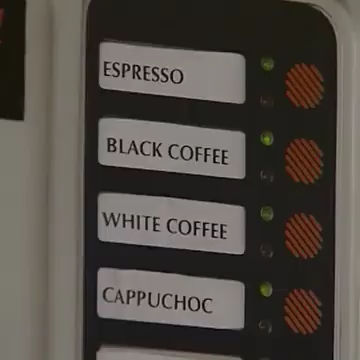 ESPRESSO
BLACK COFFEE
WHITE COFFEE
CAPPUCHOC